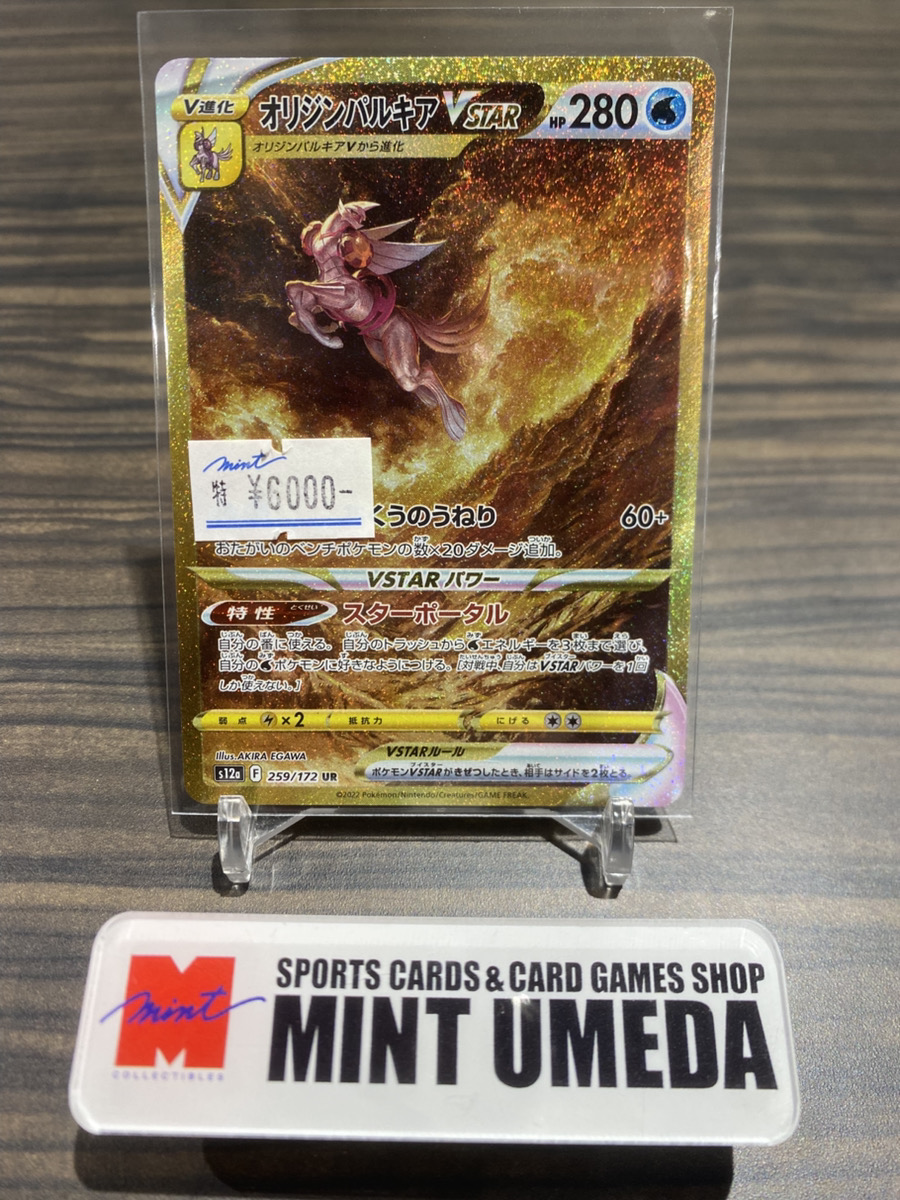 V進化
オリジンパルキア VSTAR
HP 280
オリジンパルキアVから進化
mint
特 ¥6000-
くうのうねり 60+
おたがいのベンチポケモンの数×20ダメージ追加。
VSTARパワー
特性 スターポータル
自分の番に使える。自分のトラッシュからエネルギーを3枚まで選び、
自分のポケモンに好きなようにつける。[対戦中、自分はVSTARパワーを1回
しか使えない。]
弱点 ×2 抵抗力 にげる
Illus. AKIRA EGAWA
VSTARルール
s12a F 259/172 UR
ポケモンVSTARがきぜつしたとき、相手はサイドを2枚とる。
©2022 Pokémon/Nintendo/Creatures/GAME FREAK.
M
mint
COLLECTIBLES
SPORTS CARDS & CARD GAMES SHOP
MINT UMEDA